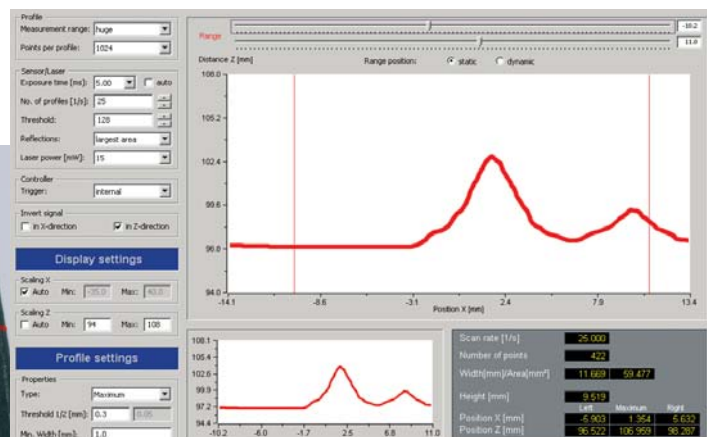 Profile
Measurement range: huge
Points per profile: 1024
Sensor/Laser
Exposure time [ms]: 5.00 auto
No. of profiles [1/s]: 25
Threshold: 128
Reflections: largest area
Laser power [mW]: 15
Controller
Trigger: internal
Invert signal
in X-direction in Z-direction
Display settings
Scaling X
Auto Min: -35.0 Max: 40.0
Scaling Z
Auto Min: 94 Max: 108
Profile settings
Properties
Type: Maximum
Threshold 1/2 [mm]: 0.3 0.05
Min. Width [mm]: 1.0
Range
-10.2
11.0
Distance Z [mm] Range position: static dynamic
108.0
105.2
102.4
99.6
96.8
94.0
-14.1 -8.6 -3.1 2.4 7.9 13.4
Position X [mm]
108.1
105.4
102.6
99.9
97.2
94.4
-10.2 -6.0 -1.7 2.5 6.8 11.0
Scan rate [1/s] 25.000
Number of points 422
Width[mm]/Area[mm²] 11.669 59.477
Height [mm] 9.519
Left Maximum Right
Position X [mm] -5.903 1.354 5.632
Position Z [mm] 96.522 106.959 98.287